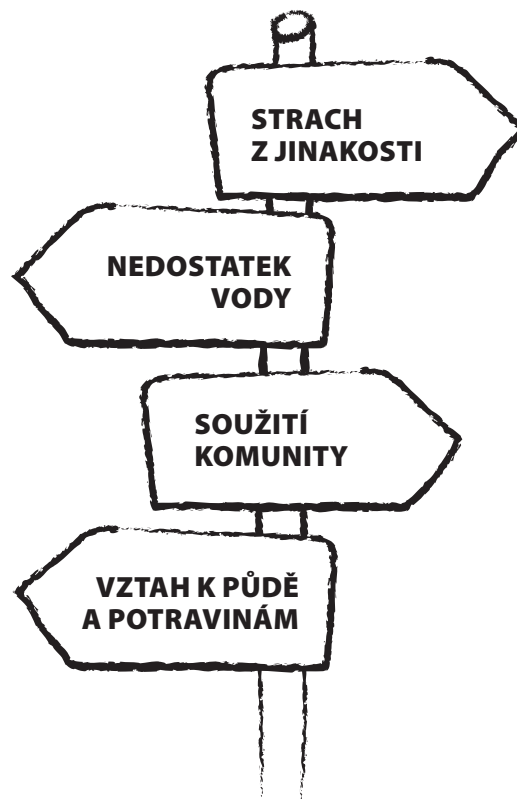 STRACH
Z JINAKOSTI
NEDOSTATEK
VODY
SOUŽITÍ
KOMUNITY
VZTAH K PŮDĚ
A POTRAVINÁM